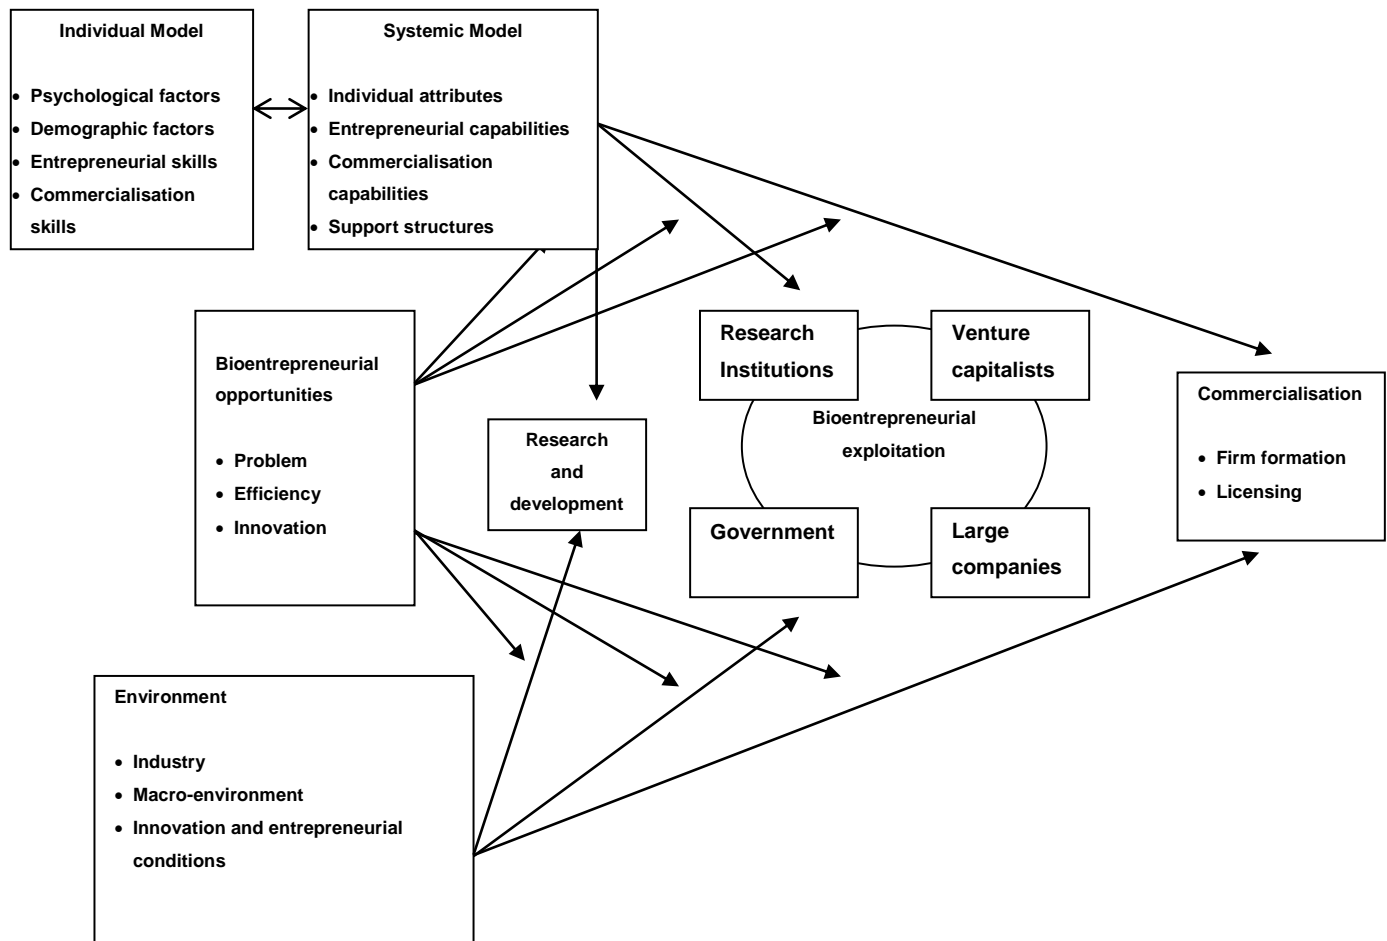 Individual Model
• Psychological factors
• Demographic factors
• Entrepreneurial skills
• Commercialisation
skills
Systemic Model
• Individual attributes
• Entrepreneurial capabilities
• Commercialisation
capabilities
• Support structures
Bioentrepreneurial
opportunities
• Problem
• Efficiency
• Innovation
Research
and
development
Research
Institutions
Venture
capitalists
Bioentrepreneurial
exploitation
Government
Large
companies
Commercialisation
• Firm formation
• Licensing
Environment
• Industry
• Macro-environment
• Innovation and entrepreneurial
conditions